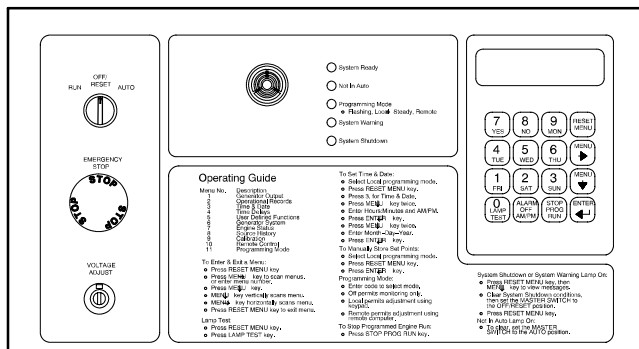 OFF/
RESET
RUN
AUTO
EMERGENCY
STOP
STOP
STOP
STOP
STOP
VOLTAGE
ADJUST
System Ready
Not In Auto
Programming Mode
Flashing, Local Steady, Remote
System Warning
System Shutdown
7
YES
8
NO
9
MON
RESET
MENU
4
TUE
5
WED
6
THU
MENU
1
FRI
2
SAT
3
SUN
MENU
0
LAMP
TEST
ALARM
OFF
AM/PM
STOP
PROG
RUN
ENTER
Operating Guide
Menu No. Description
1 Generator Output
2 Operational Records
3 Time & Date
4 Time Delays
5 User Defined Functions
6 Generator System
7 Engine Status
8 Source History
9 Calibration
10 Remote Control
11 Programming Mode
To Enter & Exit a Menu:
Press RESET MENU key
Press MENU key to scan menus.
or enter menu number.
Press MENU key.
MENU key vertically scans menu.
MENU key horizontally scans menu.
Press RESET MENU key to exit menu.
Lamp Test
Press RESET MENU key.
Press LAMP TEST key.
To Set Time & Date:
Select Local programming mode.
Press RESET MENU key.
Press 3, for Time & Date,
Press MENU key twice.
Enter Hours:Minutes and AM/PM.
Press ENTER key.
Press MENU key twice.
Enter Month-Day-Year.
Press ENTER key.
To Manually Store Set Points:
Select Local programming mode.
Press RESET MENU key.
Press ENTER key.
Programming Mode:
Enter code to select mode.
Off permits monitoring only.
Local permits adjustment using
keypad.
Remote permits adjustment using
remote computer.
To Stop Programmed Engine Run:
Press STOP PROG RUN key.
System Shutdown or System Warning Lamp On:
Press RESET MENU key, then
MENU key to view messages.
Clear System Shutdown conditions,
then set the MASTER SWITCH to
the OFF/RESET position.
Press RESET MENU key.
Not In Auto Lamp On:
To clear, set the MASTER
SWITCH to the AUTO position.